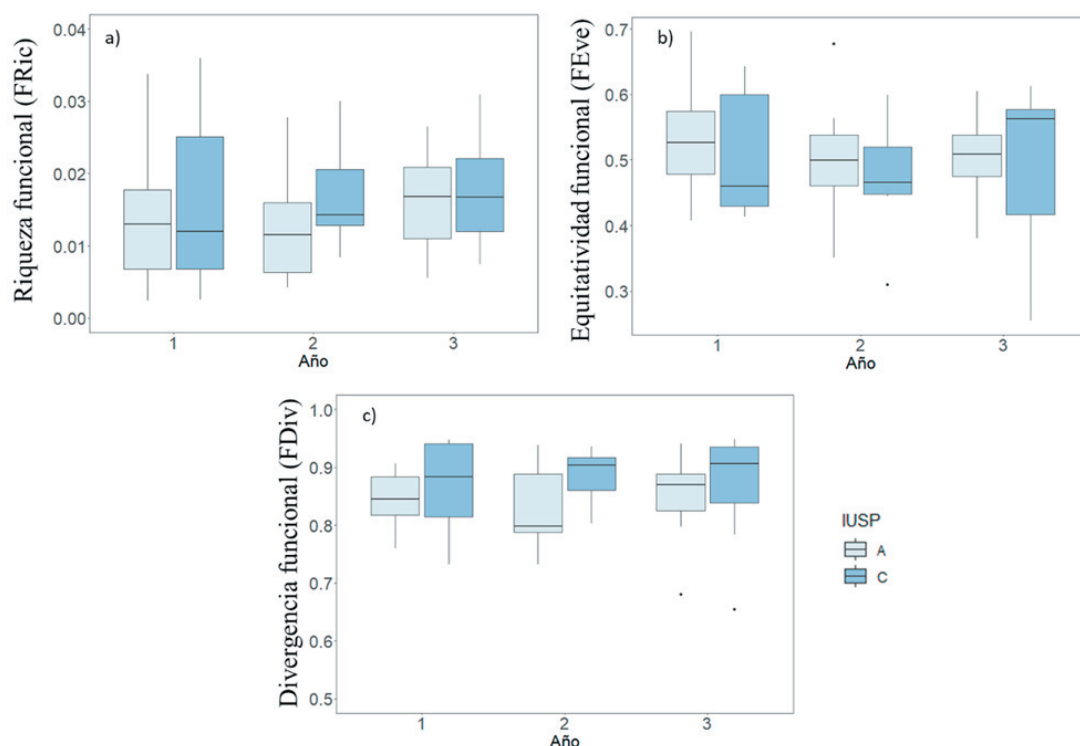 a)
Riqueza funcional (FRic)
0.04
0.03
0.02
0.01
0.00
1 2 3
Año
b)
Equitatividad funcional (FEve)
0.7
0.6
0.5
0.4
0.3
1 2 3
Año
c)
Divergencia funcional (FDiv)
1.0
0.9
0.8
0.7
0.6
0.5
1 2 3
Año
IUSP
A
C